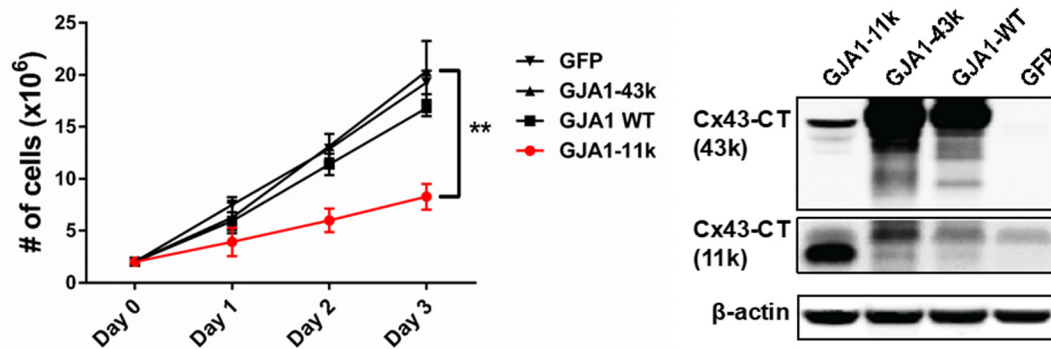 25
20
15
10
5
0
# of cells (x10⁶)
Day 0
Day 1
Day 2
Day 3
GFP
GJA1-43k
GJA1 WT
GJA1-11k
**
GJA1-11k
GJA1-43k
GJA1-WT
GFP
Cx43-CT
(43k)
Cx43-CT
(11k)
β-actin